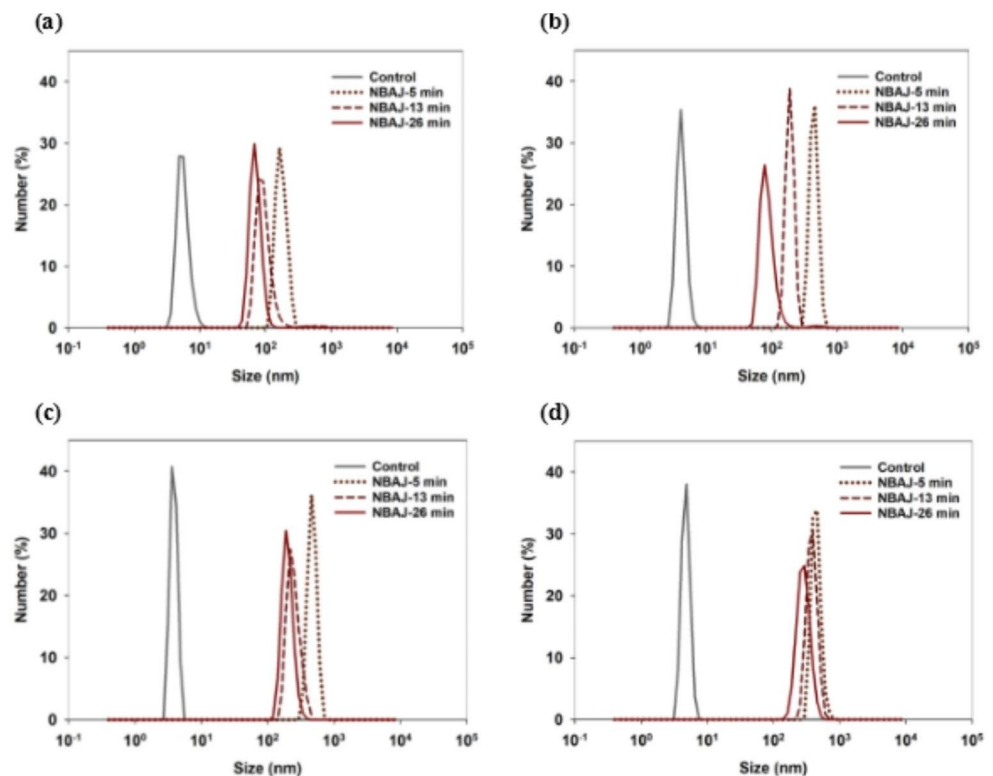 (a)
Number (%)
40
30
20
10
0
Control
NBAJ-5 min
NBAJ-13 min
NBAJ-26 min
10-1 100 101 102 103 104 105
Size (nm)
(b)
Number (%)
40
30
20
10
0
Control
NBAJ-5 min
NBAJ-13 min
NBAJ-26 min
10-1 100 101 102 103 104 105
Size (nm)
(c)
Number (%)
40
30
20
10
0
Control
NBAJ-5 min
NBAJ-13 min
NBAJ-26 min
10-1 100 101 102 103 104 105
Size (nm)
(d)
Number (%)
40
30
20
10
0
Control
NBAJ-5 min
NBAJ-13 min
NBAJ-26 min
10-1 100 101 102 103 104 105
Size (nm)